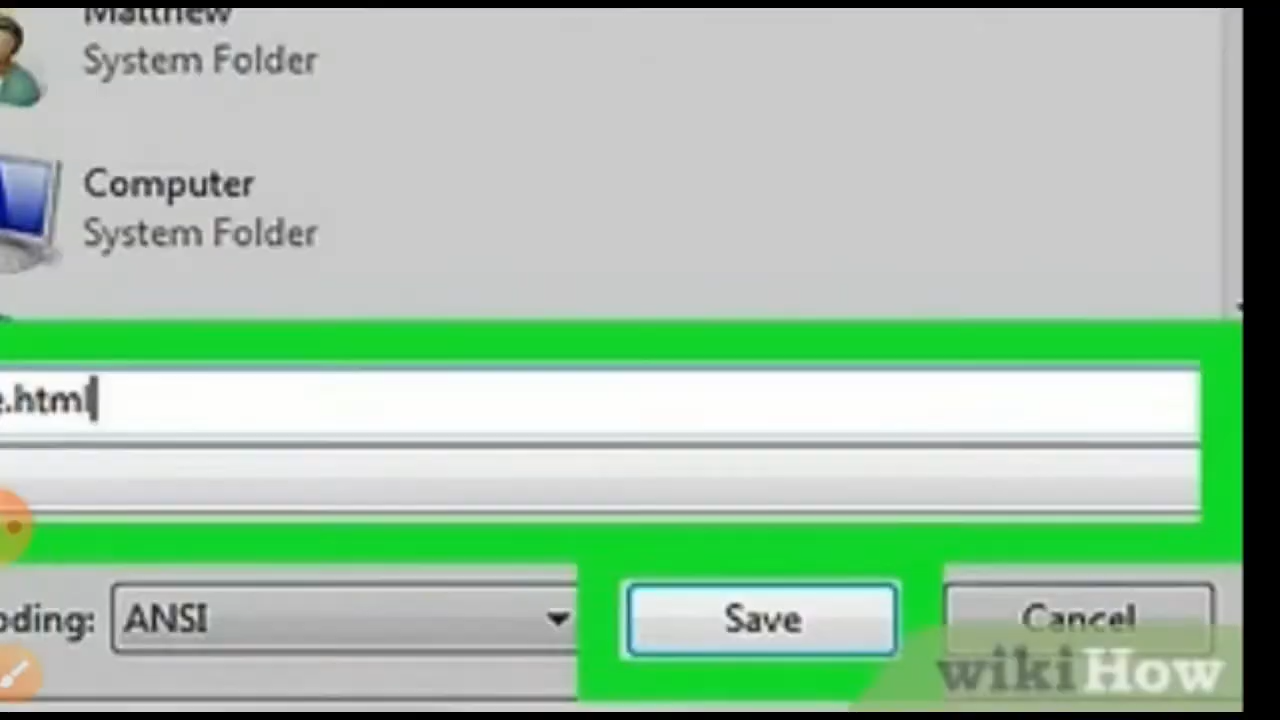 Matthew
System Folder
Computer
System Folder
e.html
oding: ANSI Save Cancel
wikiHow